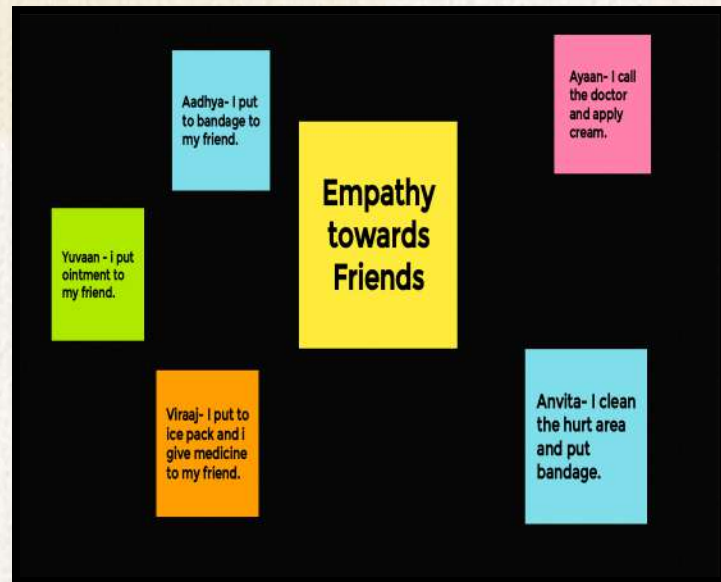 Aadhya- I put
to bandage to
my friend.
Ayaan- I call
the doctor
and apply
cream.
Empathy
towards
Friends
Yuvaan - i put
ointment to
my friend.
Viraaj- I put to
ice pack and i
give medicine
to my friend.
Anvita- I clean
the hurt area
and put
bandage.